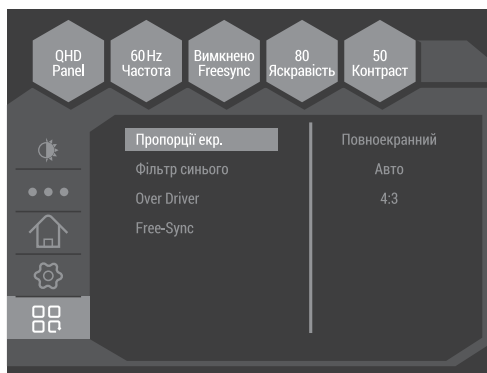 QHD
Panel
60 Hz
Частота
Вимкнено
Freesync
80
Яскравість
50
Контраст
Пропорції екр.
Фільтр синього
Over Driver
Free-Sync
Повноекранний
Авто
4:3